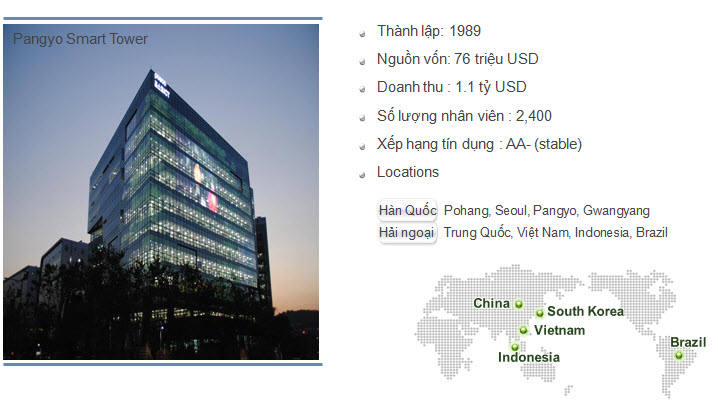 Pangyo Smart Tower
Thành lập: 1989
Nguồn vốn: 76 triệu USD
Doanh thu : 1.1 tỷ USD
Số lượng nhân viên : 2,400
Xếp hạng tín dụng : AA- (stable)
Locations
Hàn Quốc Pohang, Seoul, Pangyo, Gwangyang
Hải ngoại Trung Quốc, Việt Nam, Indonesia, Brazil
China
South Korea
Vietnam
Indonesia
Brazil